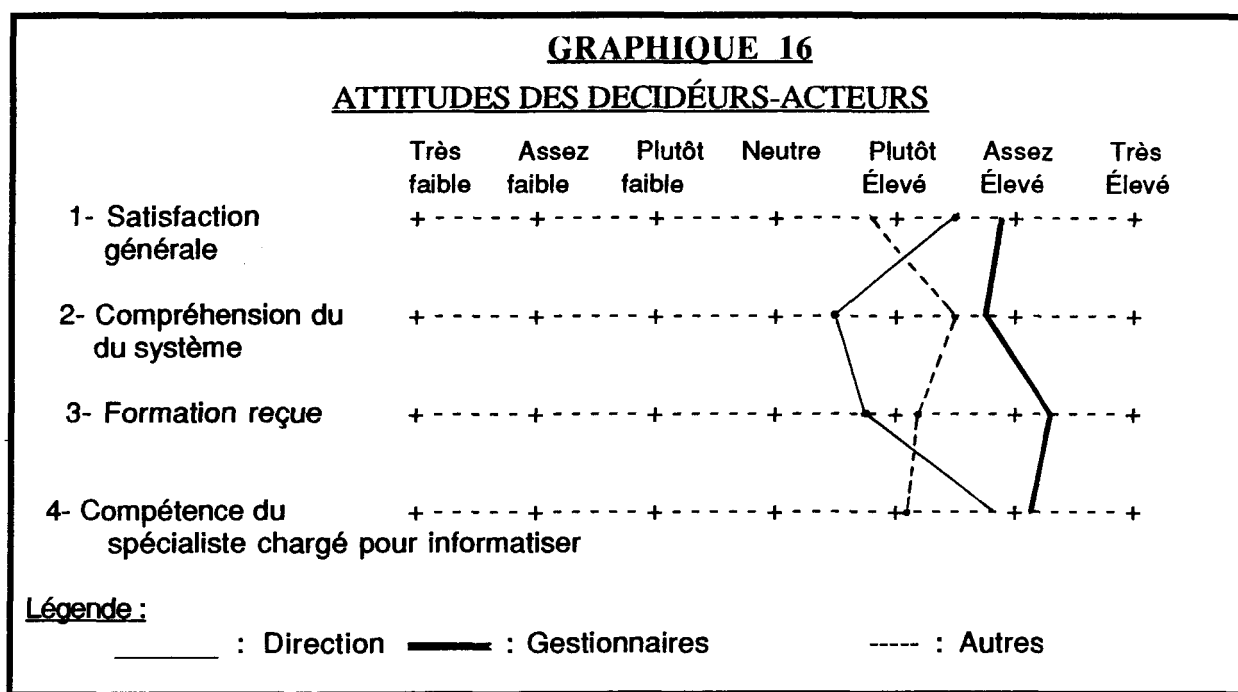 GRAPHIQUE 16
ATTITUDES DES DECIDÉURS-ACTEURS
Très Assez Plutôt Neutre Plutôt Assez Très
faible faible faible Élevé Élevé Élevé
1- Satisfaction
générale
2- Compréhension du
du système
3- Formation reçue
4- Compétence du
spécialiste chargé pour informatiser
Légende :
: Direction : Gestionnaires : Autres